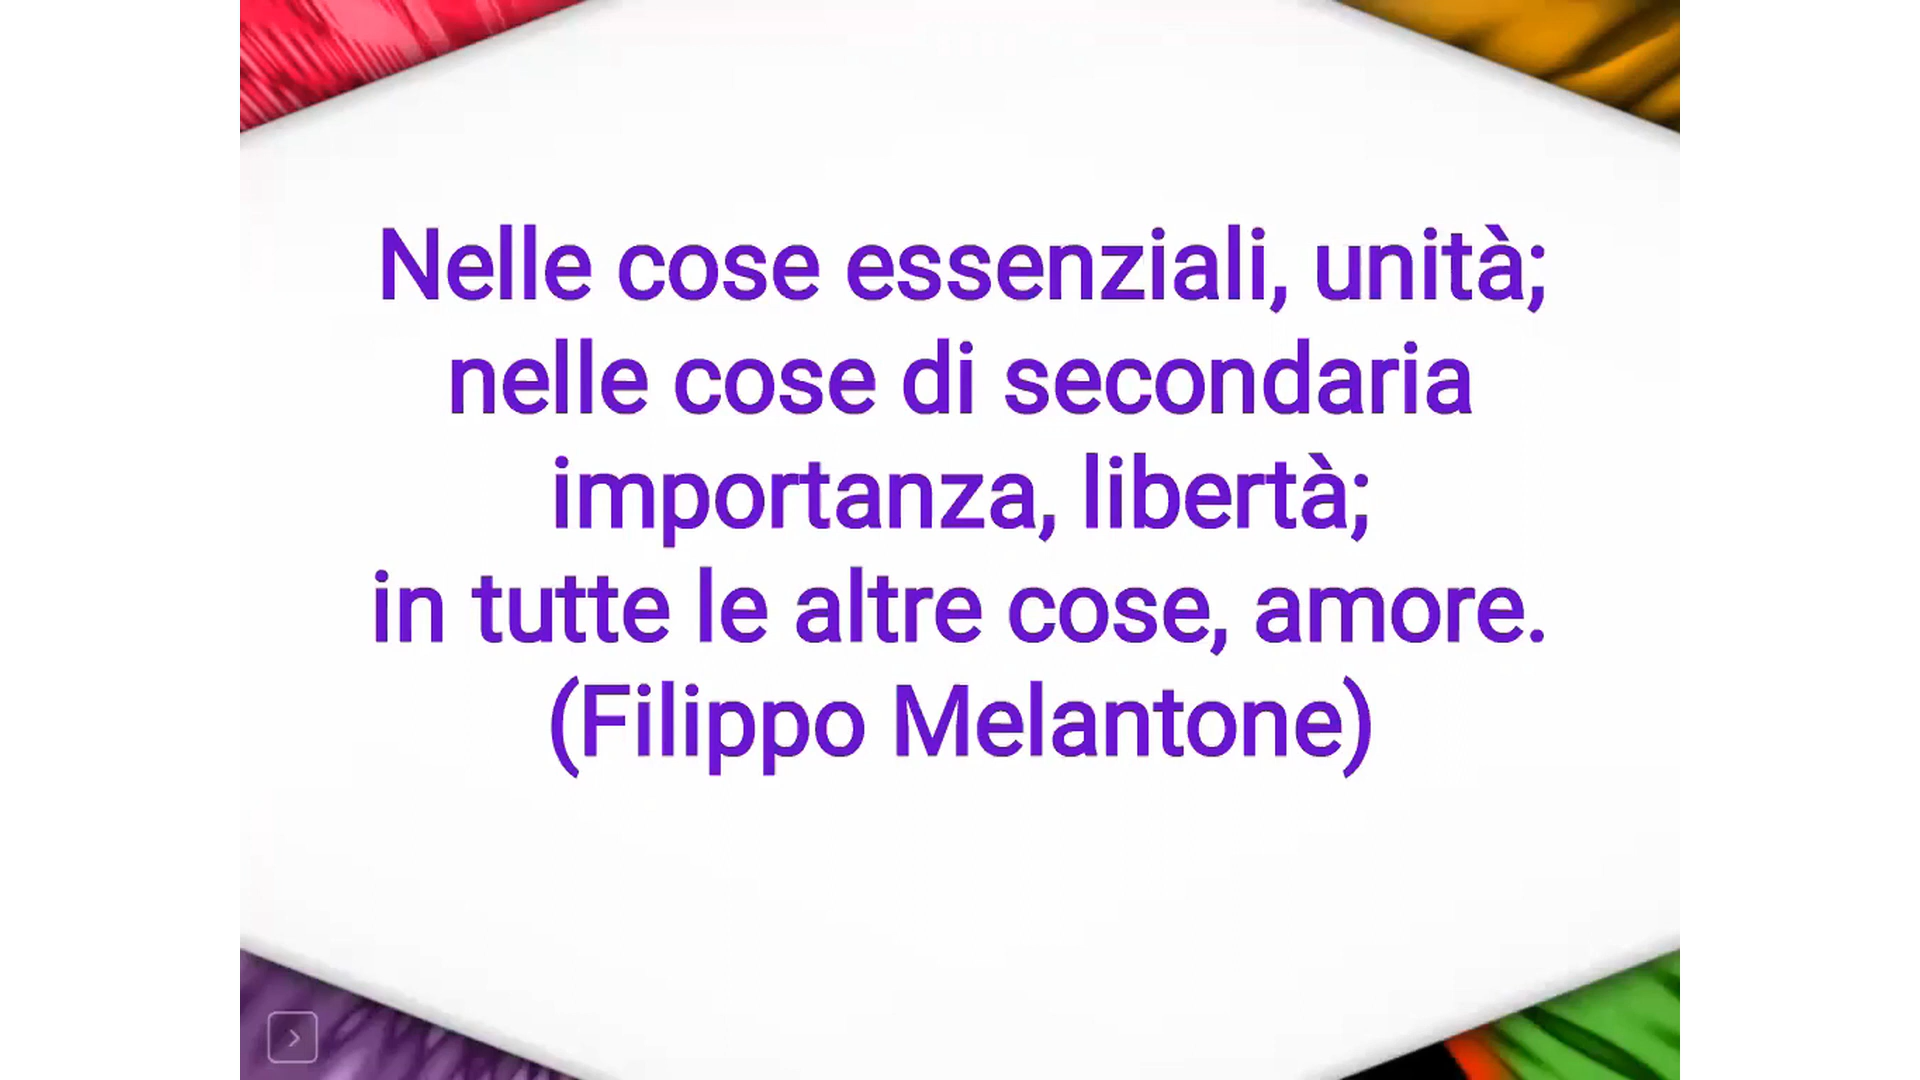 Nelle cose essenziali, unità;
nelle cose di secondaria
importanza, libertà;
in tutte le altre cose, amore.
(Filippo Melantone)